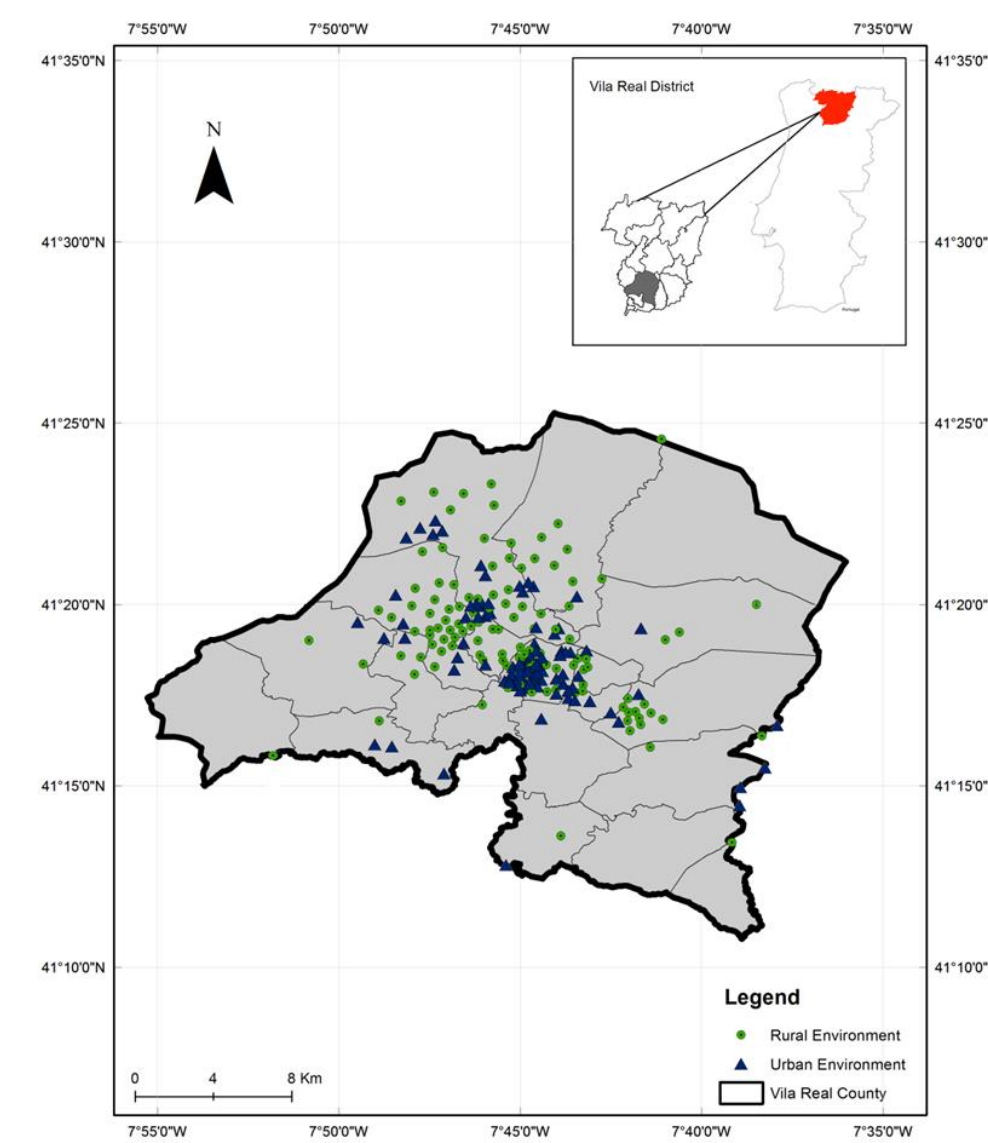 7°55'0"W 7°50'0"W 7°45'0"W 7°40'0"W 7°35'0"W
41°35'0"N 41°35'0"
Vila Real District
N
41°30'0"N 41°30'0"
Portugal
41°25'0"N 41°25'0"
41°20'0"N 41°20'0"
41°15'0"N 41°15'0"
41°10'0"N 41°10'0"
Legend
Rural Environment
Urban Environment
Vila Real County
0 4 8 Km
7°55'0"W 7°50'0"W 7°45'0"W 7°40'0"W 7°35'0"W